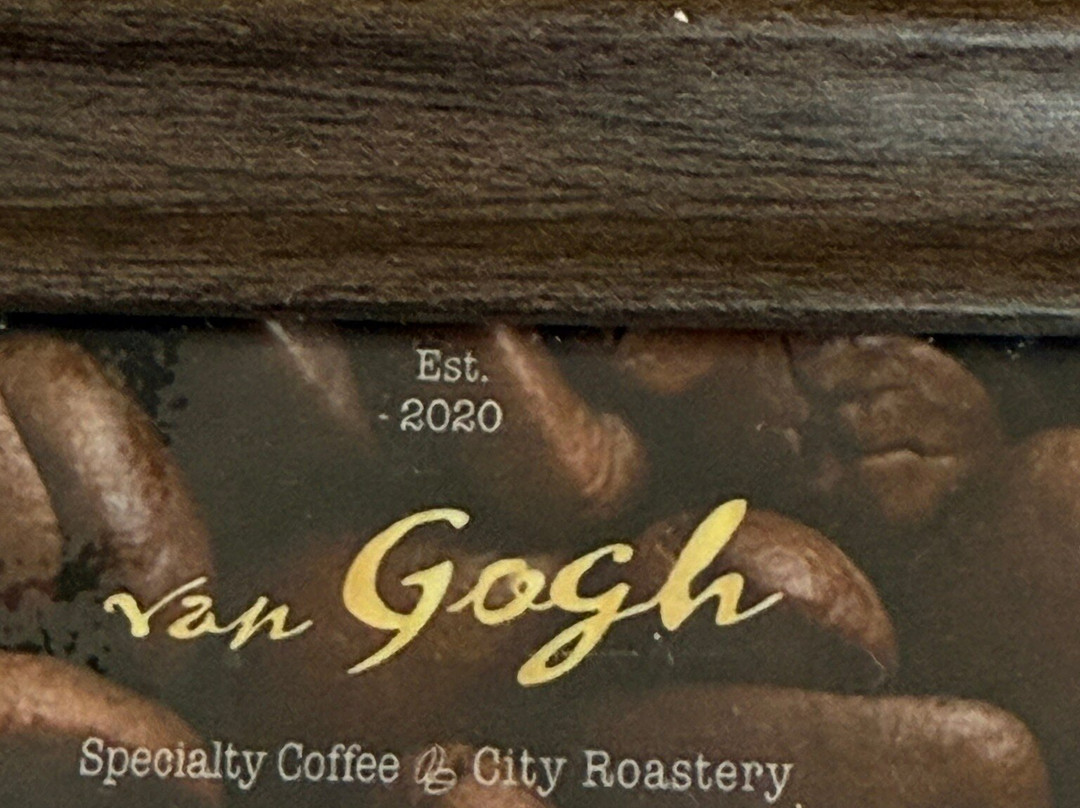 Est.
- 2020
Van Gogh
Specialty Coffee & City Roastery